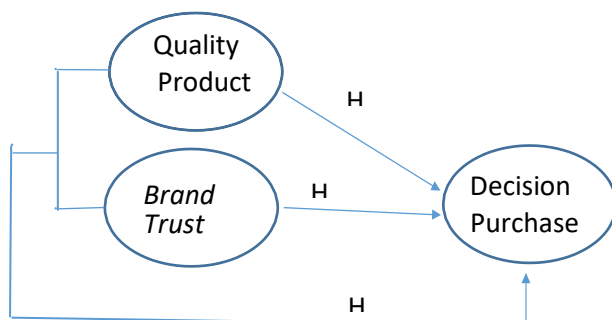 Quality
Product
H
Brand
Trust
H
Decision
Purchase
H